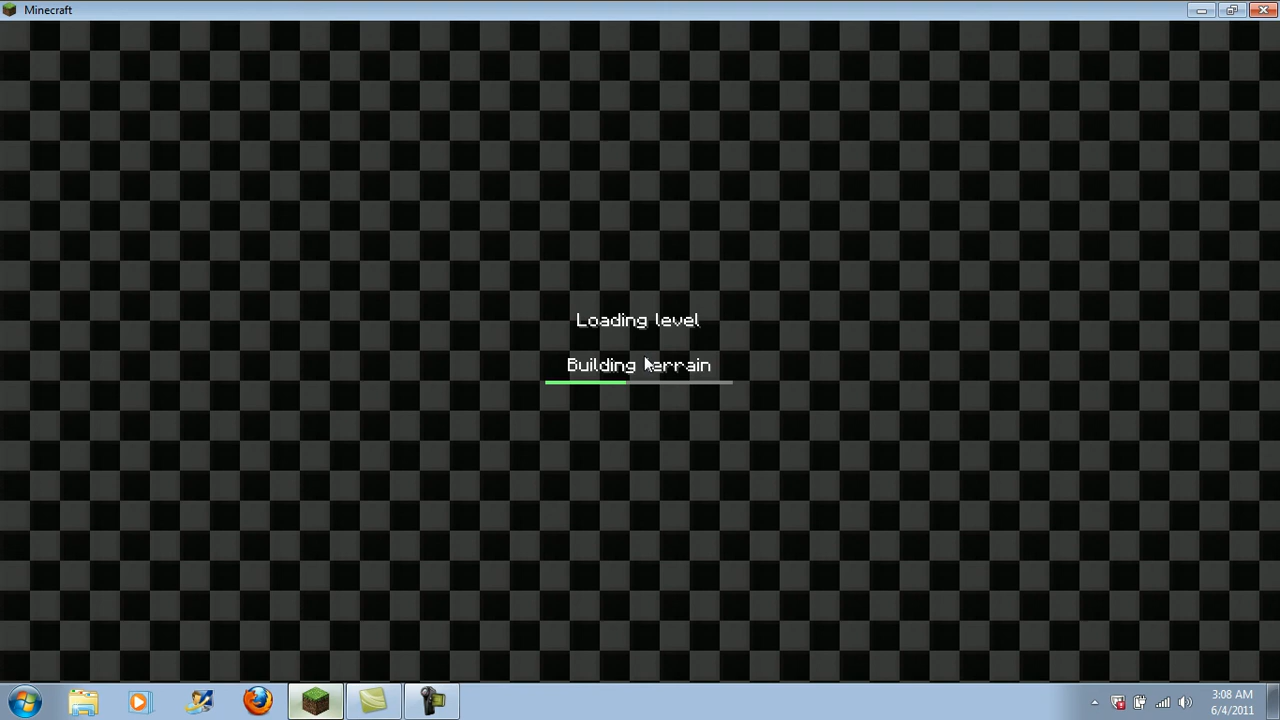 Minecraft
Loading level
Building terrain
3:08 AM
6/4/2011